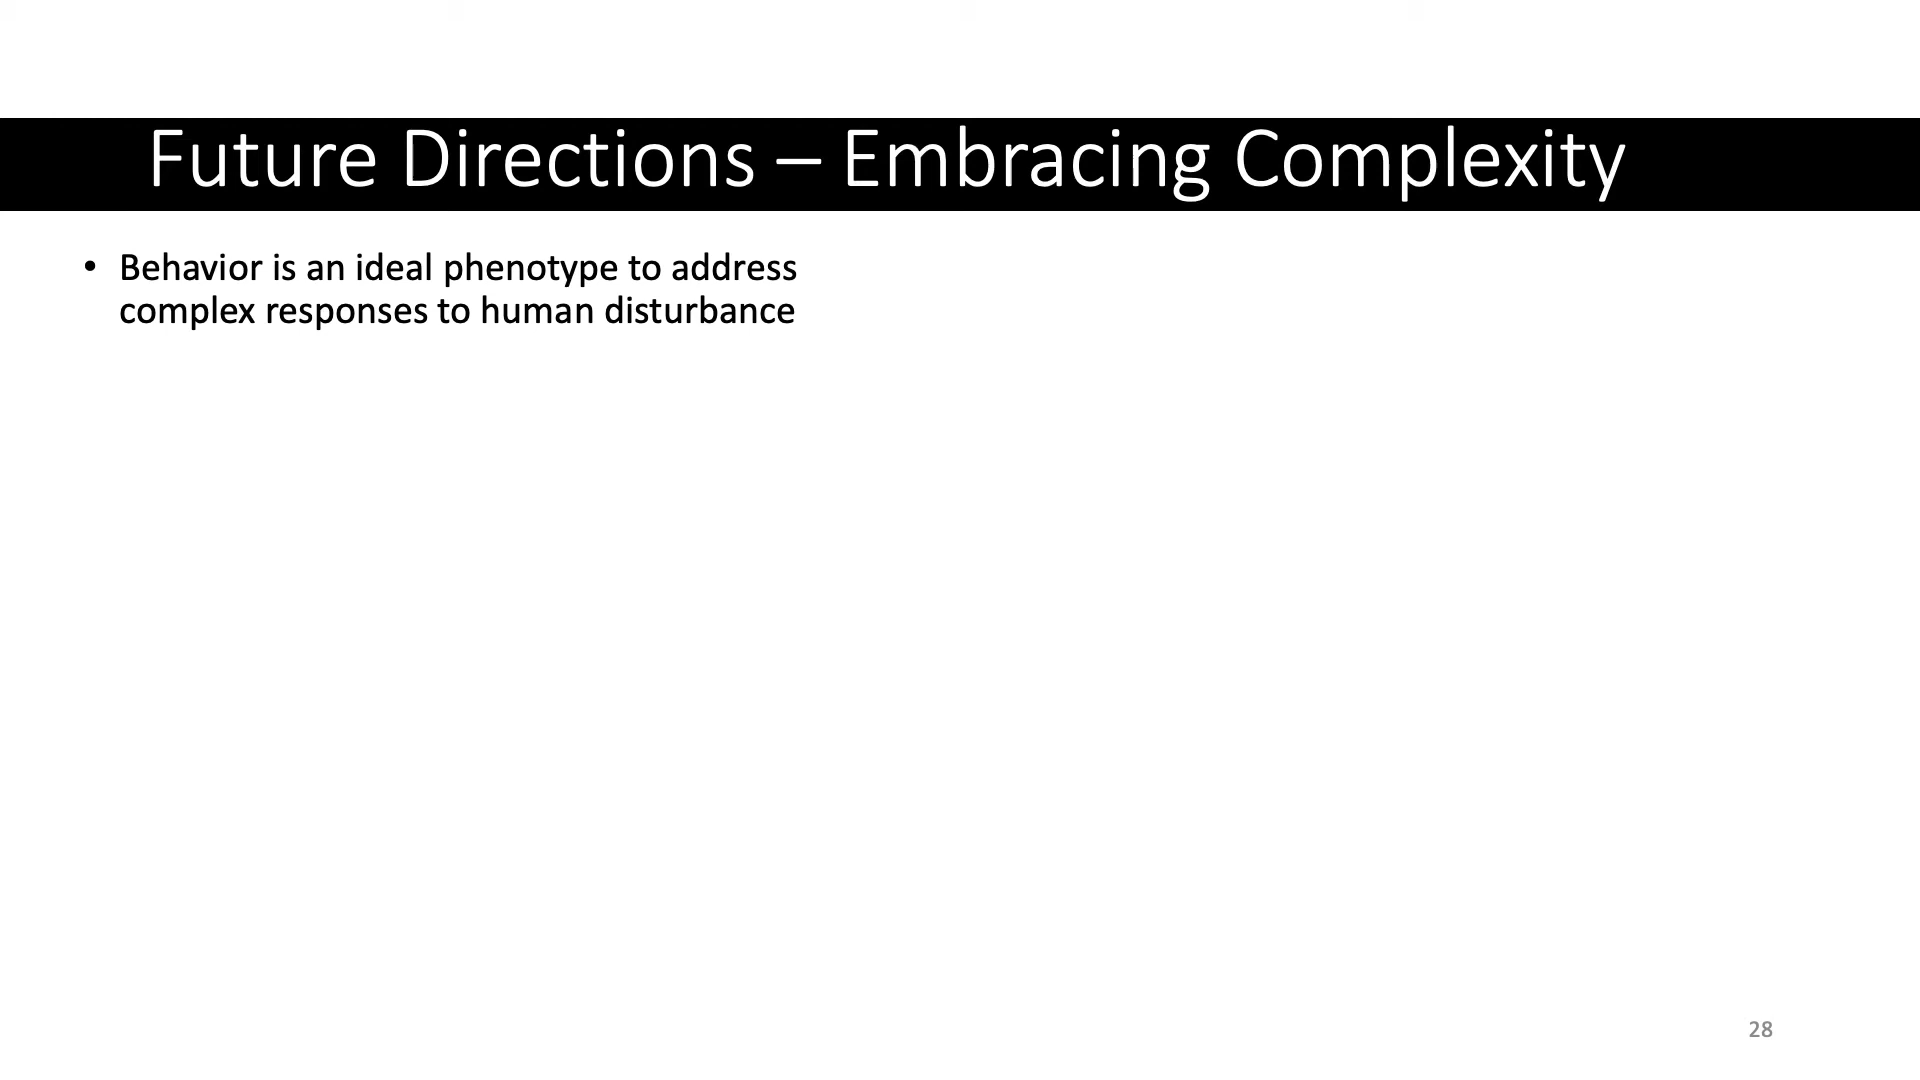 Future Directions – Embracing Complexity
• Behavior is an ideal phenotype to address
complex responses to human disturbance
28